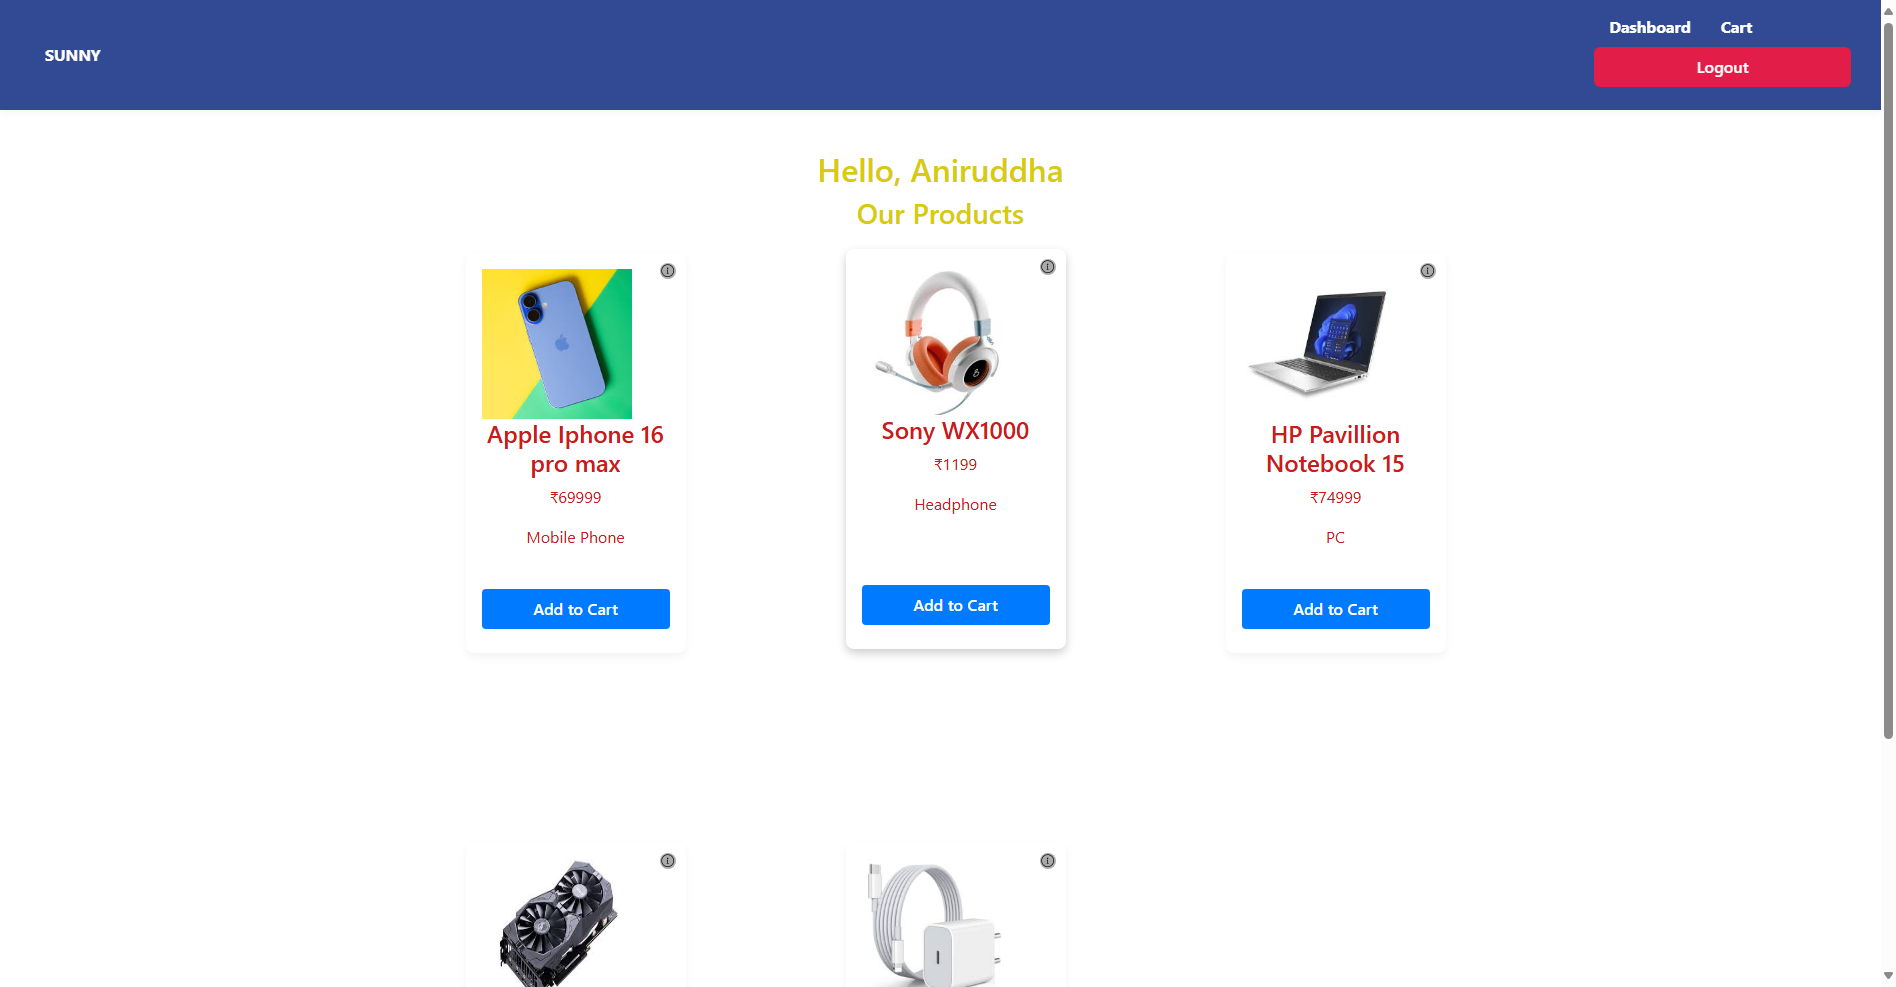 SUNNY
Dashboard Cart
Logout
Hello, Aniruddha
Our Products
Apple Iphone 16
pro max
₹69999
Mobile Phone
Add to Cart
Sony WX1000
₹1199
Headphone
Add to Cart
HP Pavillion
Notebook 15
₹74999
PC
Add to Cart